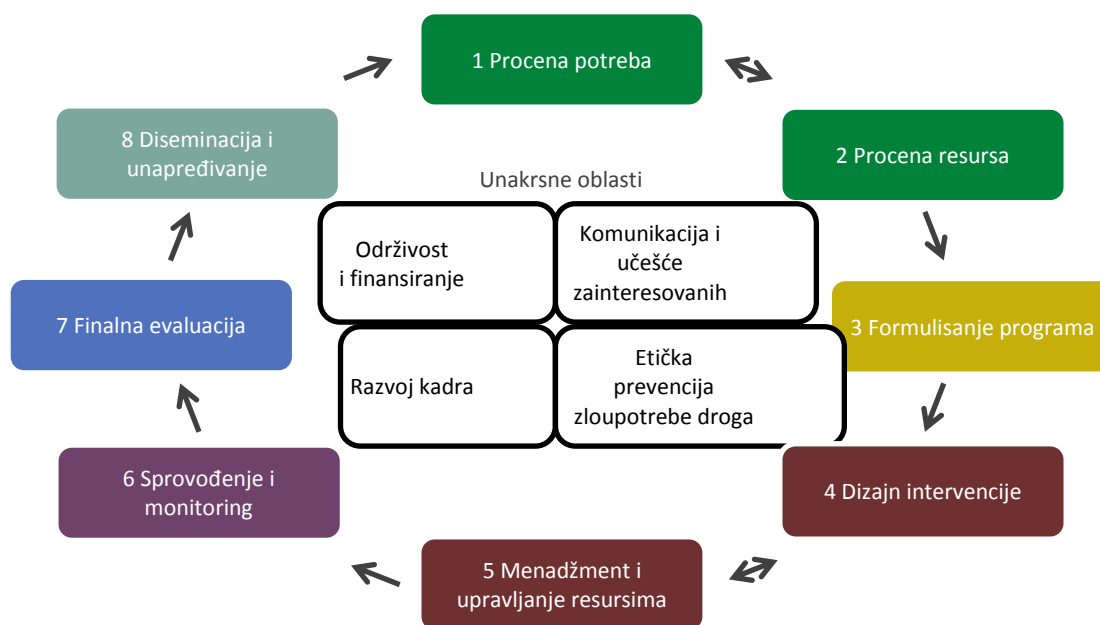 1 Procena potreba
2 Procena resursa
3 Formulisanje programa
4 Dizajn intervencije
5 Menadžment i
upravljanje resursima
6 Sprovođenje i
monitoring
7 Finalna evaluacija
8 Diseminacija i
unapređivanje
Unakrsne oblasti
Održivost
i finansiranje
Komunikacija i
učešće
zainteresovanih
Razvoj kadra
Etička
prevencija
zloupotrebe droga